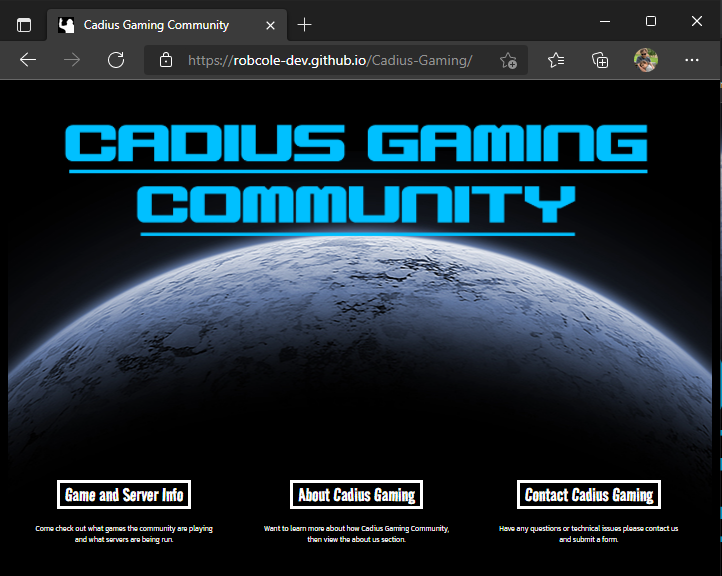 Cadius Gaming Community
https://robcole-dev.github.io/Cadius-Gaming/
CADIUS GAMING
COMMUNITY
Game and Server Info
Come check out what games the community are playing
and what servers are being run.
About Cadius Gaming
Want to learn more about how Cadius Gaming Community,
then view the about us section.
Contact Cadius Gaming
Have any questions or technical issues please contact us
and submit a form.